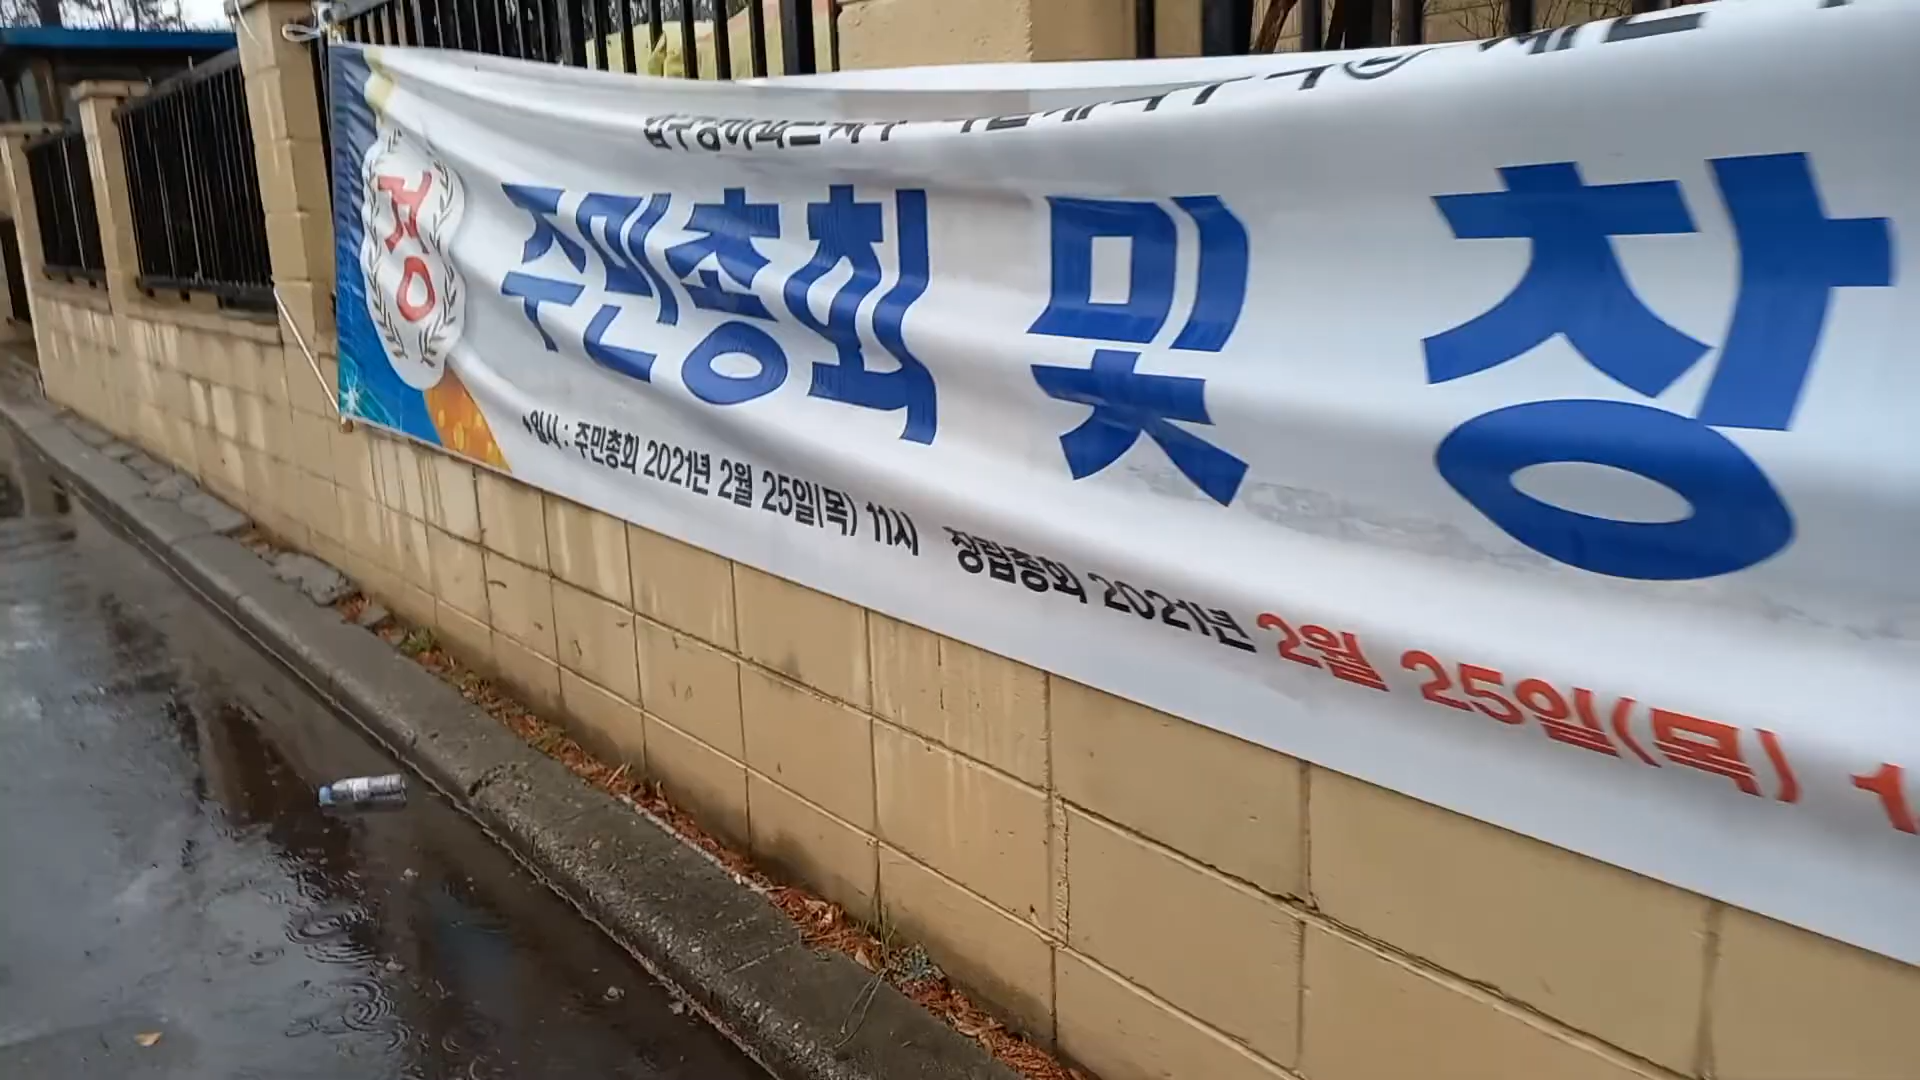 경
주민총회 및 창
일시 : 주민총회 2021년 2월 25일(목) 11시 창립총회 2021년 2월 25일(목) 1